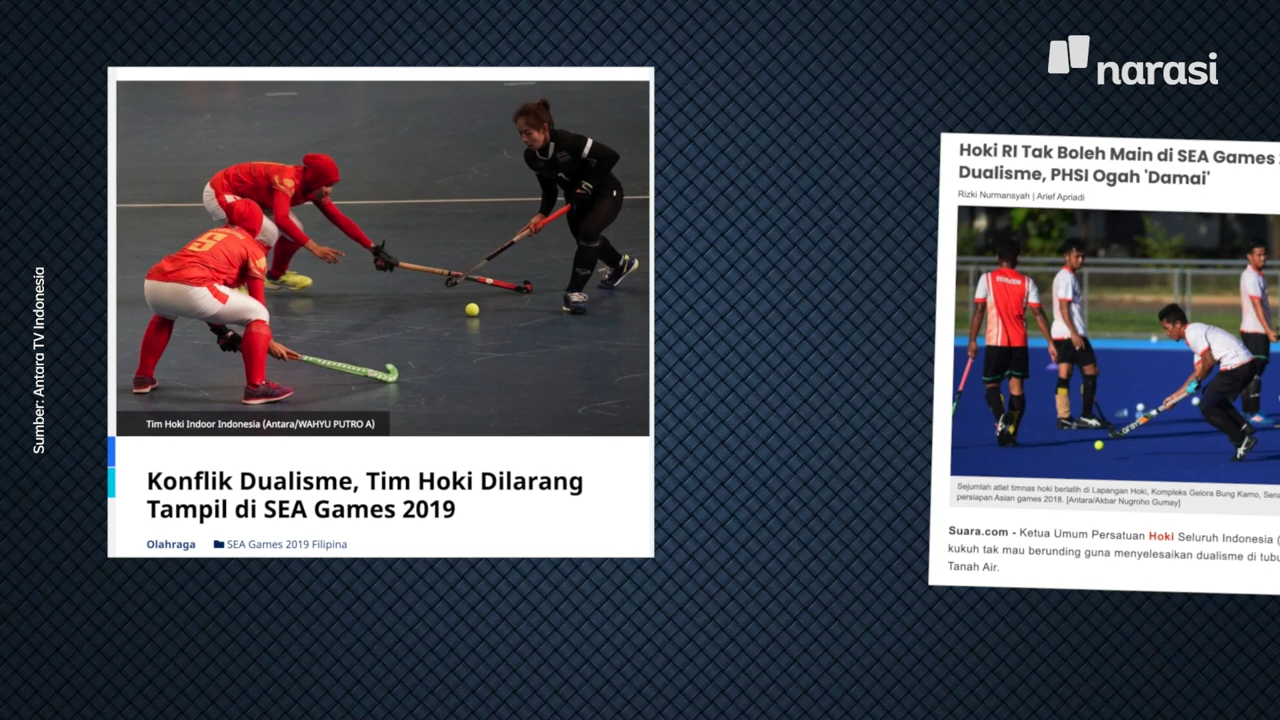 narasi
Sumber: Antara TV Indonesia
Tim Hoki Indoor Indonesia (Antara/WAHYU PUTRO A)
Konflik Dualisme, Tim Hoki Dilarang
Tampil di SEA Games 2019
Olahraga SEA Games 2019 Filipina
Hoki RI Tak Boleh Main di SEA Games
Dualisme, PHSI Ogah 'Damai'
Rizki Nurmansyah | Arief Apriadi
Sejumlah atlet timnas hoki berlatih di Lapangan Hoki, Kompleks Gelora Bung Karno,
persiapan Asian games 2018. [Antara/Akbar Nugroho Gumay]
Suara.com - Ketua Umum Persatuan Hoki Seluruh Indonesia (
kukuh tak mau berunding guna menyelesaikan dualisme di
Tanah Air.